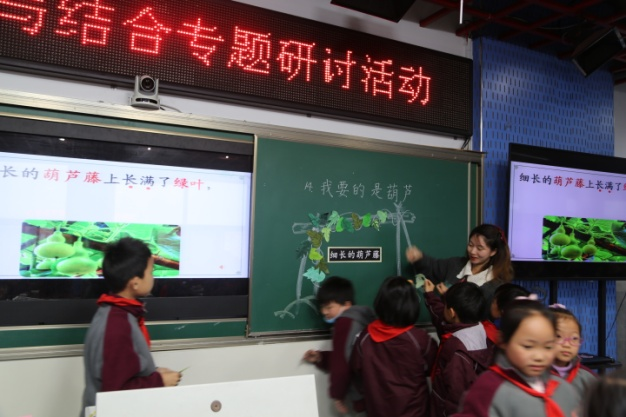 与结合专题研讨活动
长的葫芦藤上长满了绿叶，
我要的是葫芦
细长的葫芦藤
细长的葫芦藤上长满了